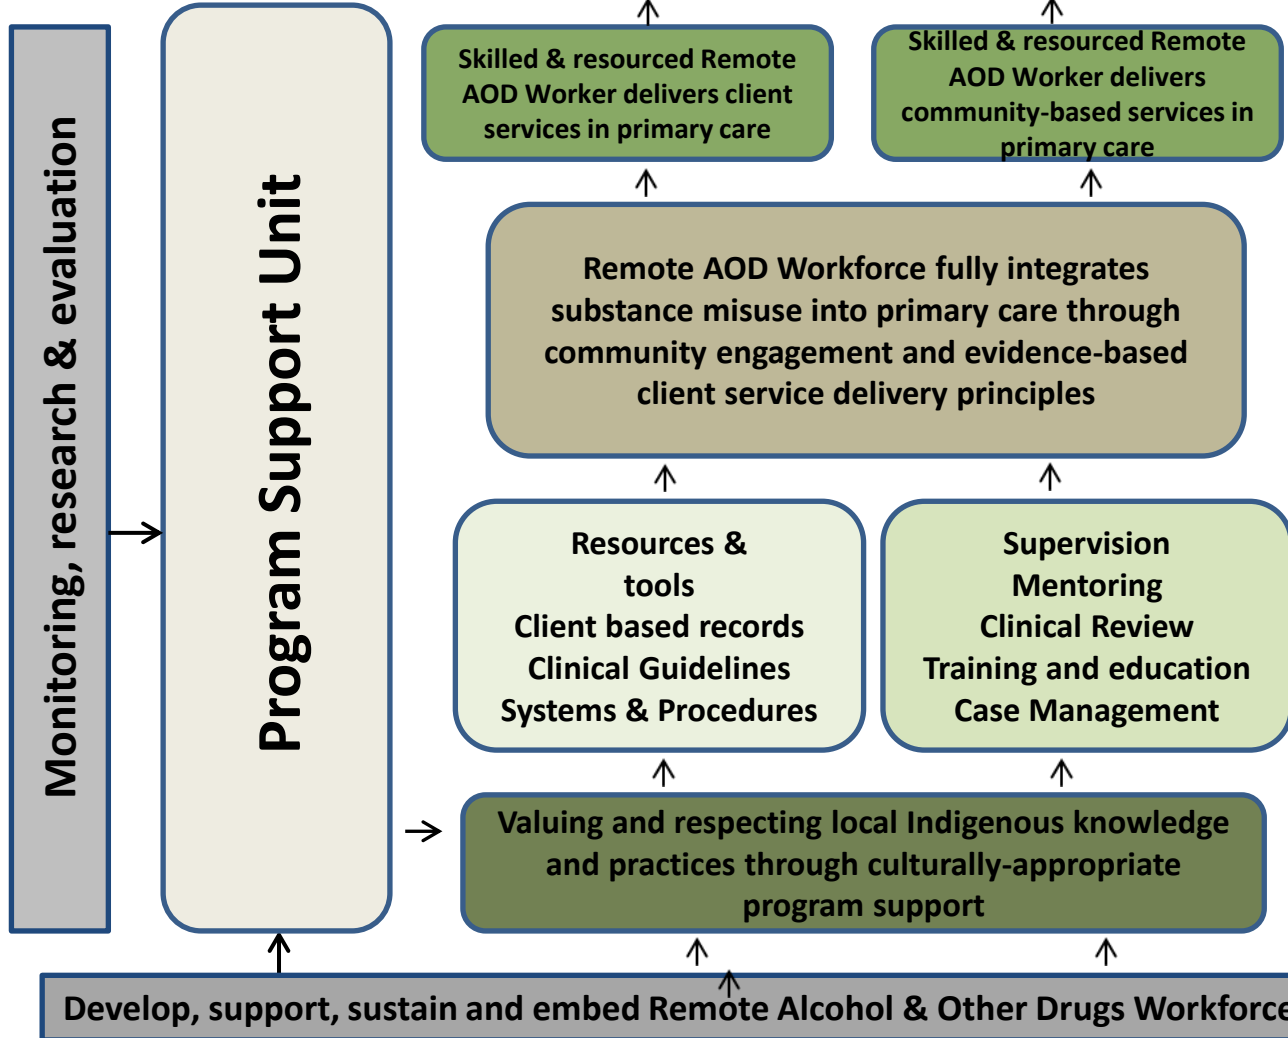 Monitoring, research & evaluation
Program Support Unit
Skilled & resourced Remote
AOD Worker delivers client
services in primary care
Skilled & resourced Remote
AOD Worker delivers
community-based services in
primary care
Remote AOD Workforce fully integrates
substance misuse into primary care through
community engagement and evidence-based
client service delivery principles
Resources &
tools
Client based records
Clinical Guidelines
Systems & Procedures
Supervision
Mentoring
Clinical Review
Training and education
Case Management
Valuing and respecting local Indigenous knowledge
and practices through culturally-appropriate
program support
Develop, support, sustain and embed Remote Alcohol & Other Drugs Workforce